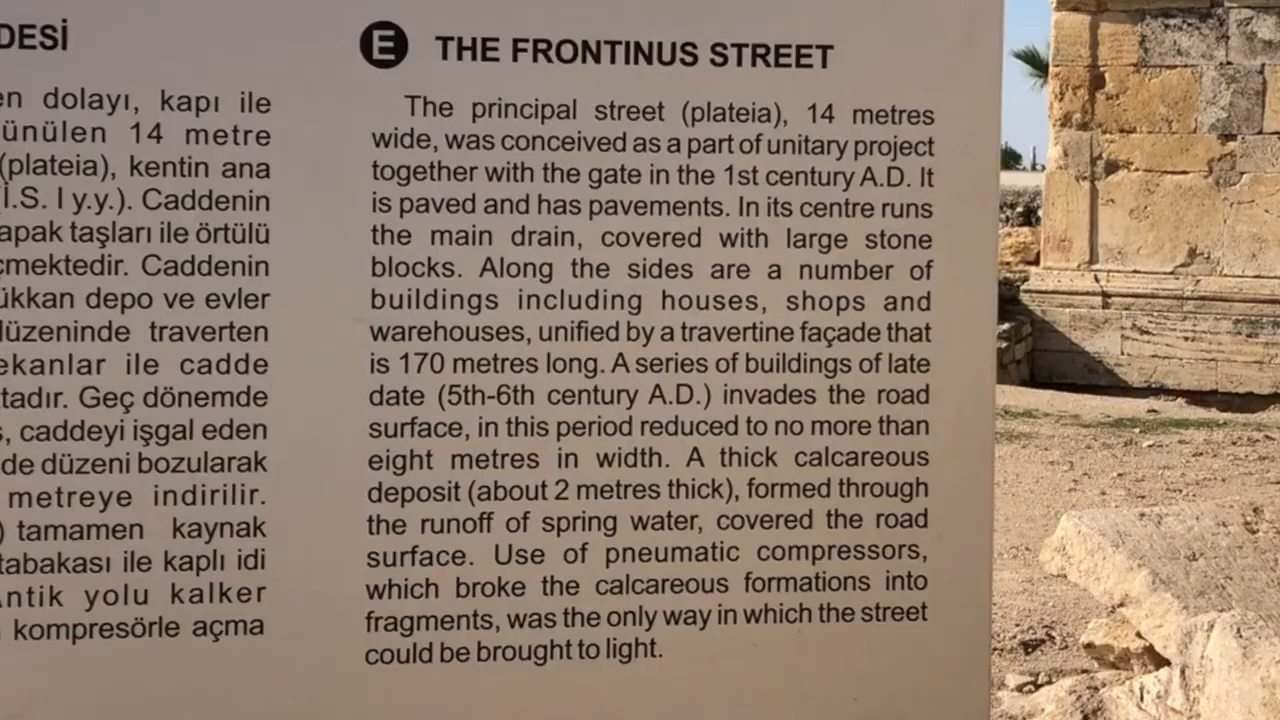 DESİ
en dolayı, kapı ile
ünülen 14 metre
(plateia), kentin ana
İ.S. I y.y.). Caddenin
apak taşları ile örtülü
çmektedir. Caddenin
ükkan depo ve evler
düzeninde traverten
ekanlar ile cadde
tadır. Geç dönemde
ş, caddeyi işgal eden
de düzeni bozularak
metreye indirilir.
) tamamen kaynak
tabakası ile kaplı idi
Antik yolu kalker
kompresörle açma
E THE FRONTINUS STREET
The principal street (plateia), 14 metres
wide, was conceived as a part of unitary project
together with the gate in the 1st century A.D. It
is paved and has pavements. In its centre runs
the main drain, covered with large stone
blocks. Along the sides are a number of
buildings including houses, shops and
warehouses, unified by a travertine façade that
is 170 metres long. A series of buildings of late
date (5th-6th century A.D.) invades the road
surface, in this period reduced to no more than
eight metres in width. A thick calcareous
deposit (about 2 metres thick), formed through
the runoff of spring water, covered the road
surface. Use of pneumatic compressors,
which broke the calcareous formations into
fragments, was the only way in which the street
could be brought to light.